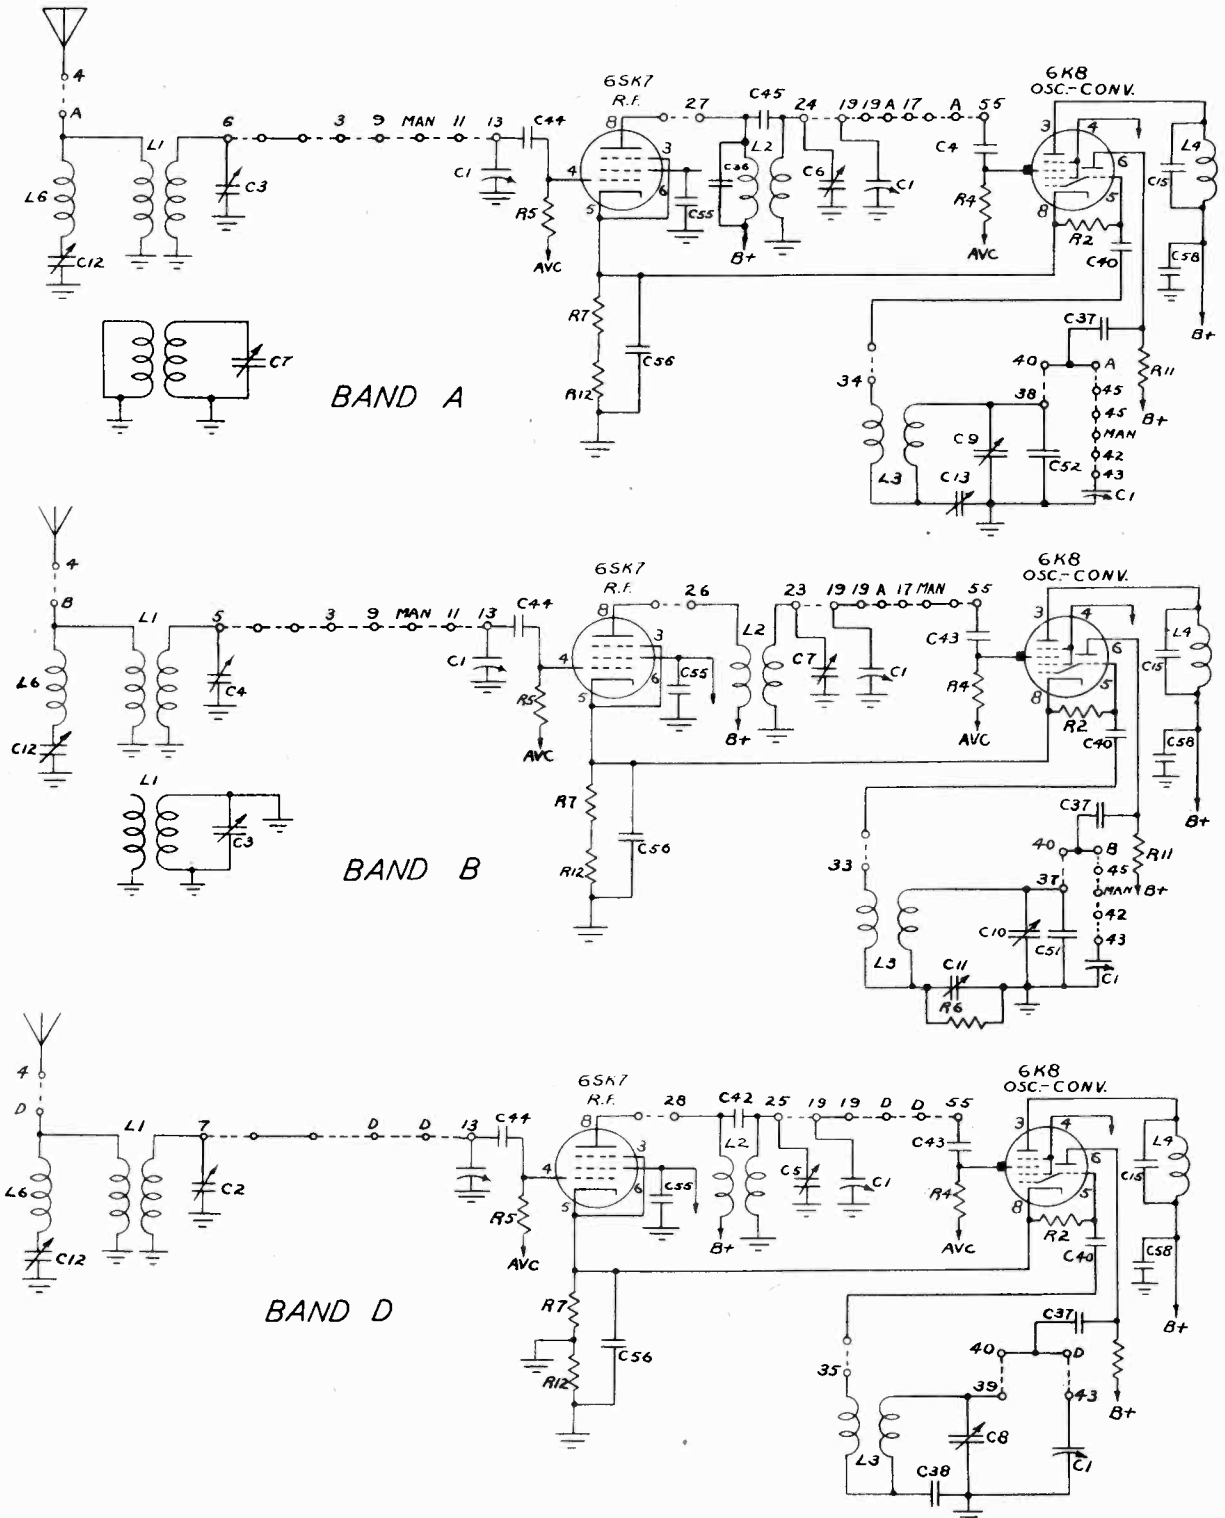 4
A
L6
C12
L1
6
C3
3 9 MAN 11 13
C44
C1
R5
AVC
6SK7
R.F.
8
4
3
6
5
C55
27
C45
24
L2
C36
B+
C6
19 19 A 17 A 55
C1
C4
R4
AVC
6K8
OSC.-CONV.
3 4
6
5
8
R2
C40
L4
C15
C58
B+
R7
R12
C56
C7
BAND A
34
L3
C13
C9
C52
38
40
C37
A
45
45
MAN
42
43
C1
R11
B+
4
B
L6
C12
L1
5
C4
3 9 MAN 11 13
C44
C1
R5
AVC
6SK7
R.F.
8
4
3
6
5
C55
26
L2
B+
23
C7
19 19 A 17 MAN 55
C1
C43
R4
AVC
6K8
OSC.-CONV.
3 4
6
5
8
R2
C40
L4
C15
C58
B+
L1
C3
R7
R12
C56
BAND B
33
L3
C11
R6
C10
C51
37
40
C37
B
45
MAN
42
43
C1
R11
B+
4
D
L6
C12
L1
7
C2
D D 13
C44
R5
AVC
6SK7
R.F.
8
4
3
6
5
C55
28
C42
25
L2
B+
C5
19 19 D D 55
C1
C43
R4
AVC
6K8
OSC.-CONV.
3 4
6
5
8
R2
C40
L4
C15
C58
B+
R7
R12
C56
BAND D
35
L3
C38
C8
39
40
C37
D
43
C1
B+